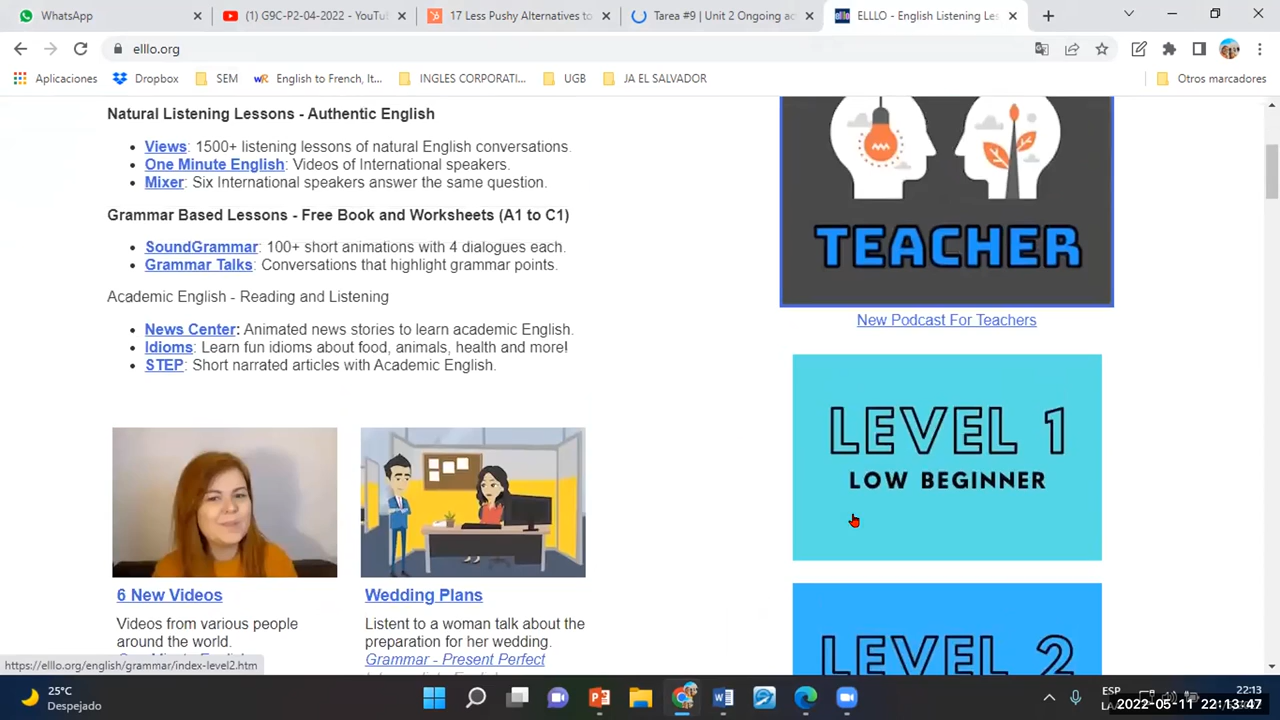 WhatsApp
(1) G9C-P2-04-2022 - YouTu
17 Less Pushy Alternatives to
Tarea #9 | Unit 2 Ongoing ac
ELLLO - English Listening Les
elllo.org
Aplicaciones
Dropbox
SEM
English to French, It...
INGLES CORPORATI...
UGB
JA EL SALVADOR
Otros marcadores
Natural Listening Lessons - Authentic English
Views: 1500+ listening lessons of natural English conversations.
One Minute English: Videos of International speakers.
Mixer: Six International speakers answer the same question.
Grammar Based Lessons - Free Book and Worksheets (A1 to C1)
SoundGrammar: 100+ short animations with 4 dialogues each.
Grammar Talks: Conversations that highlight grammar points.
Academic English - Reading and Listening
News Center: Animated news stories to learn academic English.
Idioms: Learn fun idioms about food, animals, health and more!
STEP: Short narrated articles with Academic English.
TEACHER
New Podcast For Teachers
LEVEL 1
LOW BEGINNER
LEVEL 2
6 New Videos
Videos from various people
around the world.
Wedding Plans
Listen to a woman talk about the
preparation for her wedding.
Grammar - Present Perfect
https://elllo.org/english/grammar/index-level2.htm
25°C
Despejado
ESP
22:13
2022-05-11 22:13:47